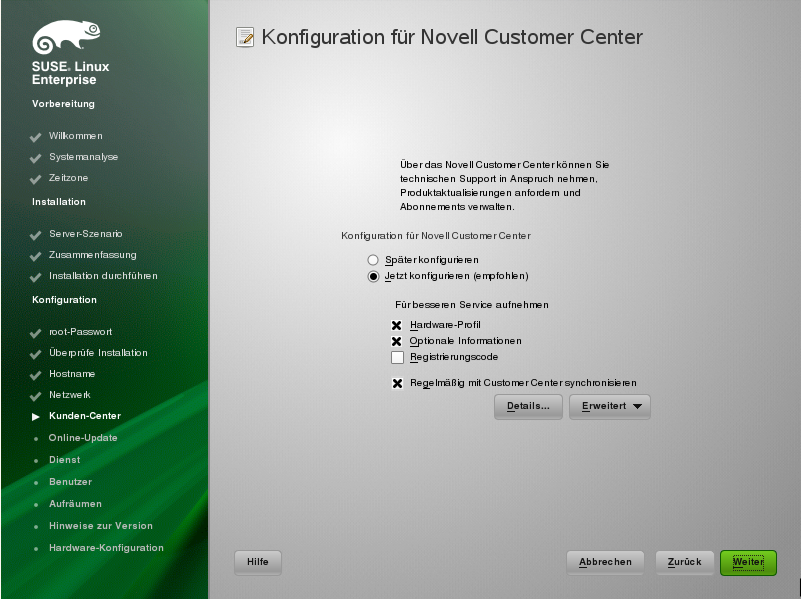 SUSE. Linux
Enterprise
Vorbereitung
Willkommen
Systemanalyse
Zeitzone
Installation
Server-Szenario
Zusammenfassung
Installation durchführen
Konfiguration
root-Passwort
Überprüfe Installation
Hostname
Netzwerk
Kunden-Center
Online-Update
Dienst
Benutzer
Aufräumen
Hinweise zur Version
Hardware-Konfiguration
Konfiguration für Novell Customer Center
Über das Novell Customer Center können Sie
technischen Support in Anspruch nehmen,
Produktaktualisierungen anfordern und
Abonnements verwalten.
Konfiguration für Novell Customer Center
Später konfigurieren
Jetzt konfigurieren (empfohlen)
Für besseren Service aufnehmen
Hardware-Profil
Optionale Informationen
Registrierungscode
Regelmäßig mit Customer Center synchronisieren
Details... Erweitert
Hilfe Abbrechen Zurück Weiter